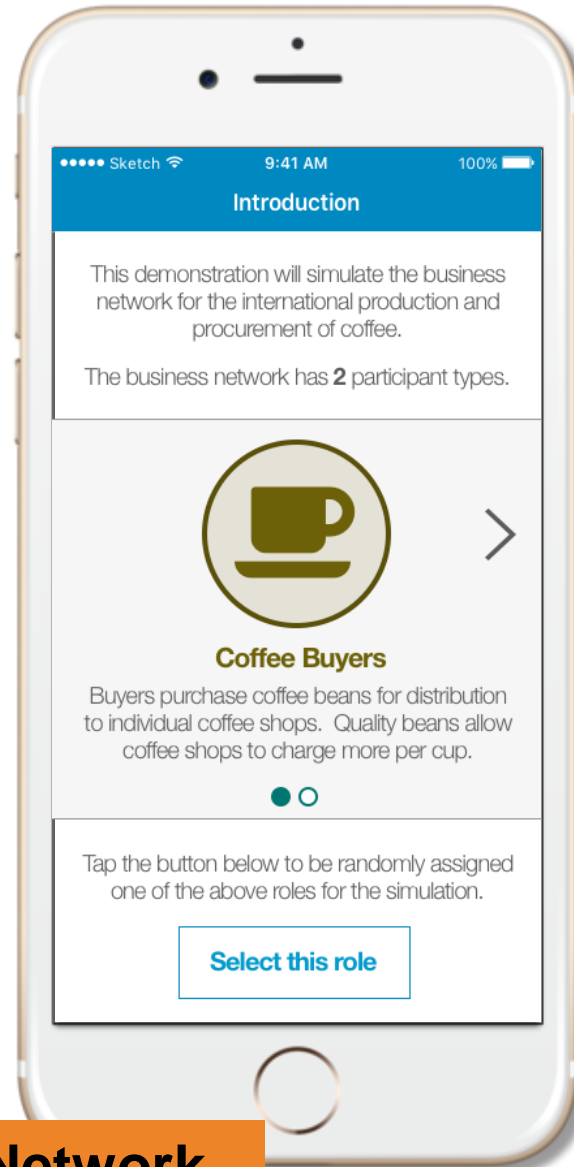 Sketch 9:41 AM 100%
Introduction
This demonstration will simulate the business
network for the international production and
procurement of coffee.
The business network has 2 participant types.
Coffee Buyers
Buyers purchase coffee beans for distribution
to individual coffee shops. Quality beans allow
coffee shops to charge more per cup.
Tap the button below to be randomly assigned
one of the above roles for the simulation.
Select this role
Network